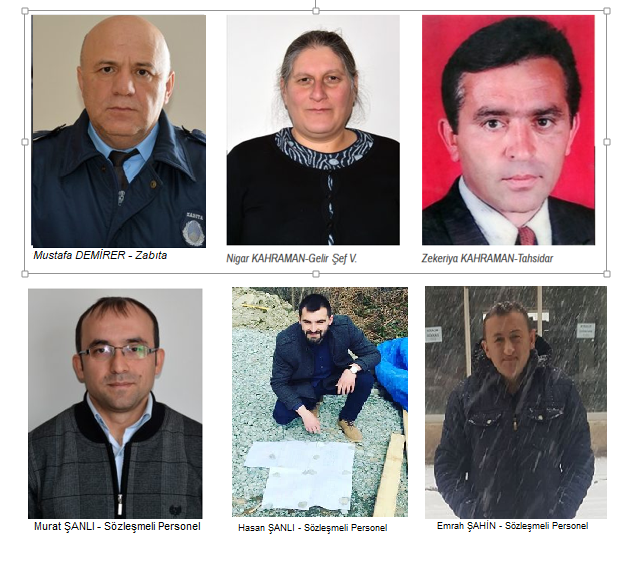 ZABITA
Mustafa DEMİRER - Zabıta
Nigar KAHRAMAN-Gelir Şef V.
Zekeriya KAHRAMAN-Tahsidar
Murat ŞANLI - Sözleşmeli Personel
Hasan ŞANLI - Sözleşmeli Personel
Emrah ŞAHİN - Sözleşmeli Personel